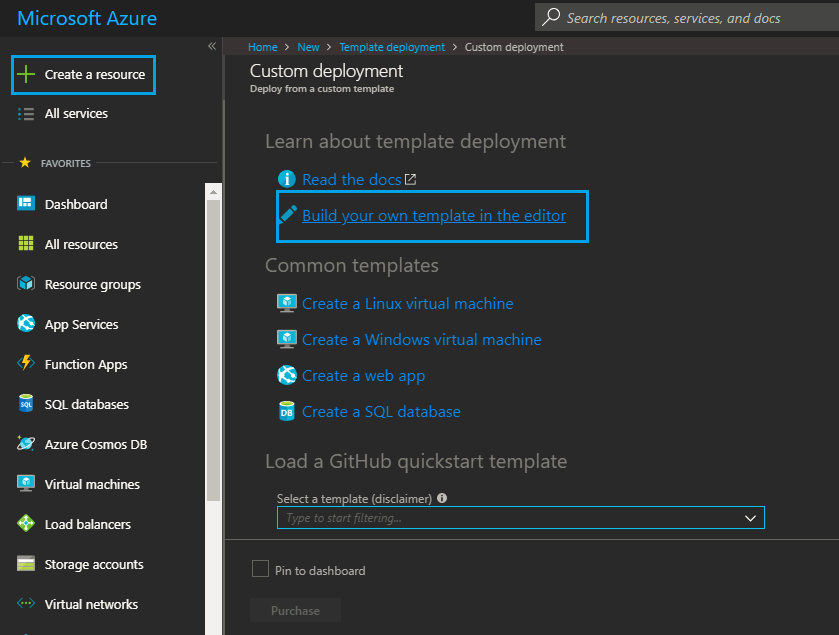 Microsoft Azure
Search resources, services, and docs
Create a resource
All services
FAVORITES
Dashboard
All resources
Resource groups
App Services
Function Apps
SQL databases
Azure Cosmos DB
Virtual machines
Load balancers
Storage accounts
Virtual networks
Home > New > Template deployment > Custom deployment
Custom deployment
Deploy from a custom template
Learn about template deployment
Read the docs
Build your own template in the editor
Common templates
Create a Linux virtual machine
Create a Windows virtual machine
Create a web app
Create a SQL database
Load a GitHub quickstart template
Select a template (disclaimer)
Type to start filtering...
Pin to dashboard
Purchase